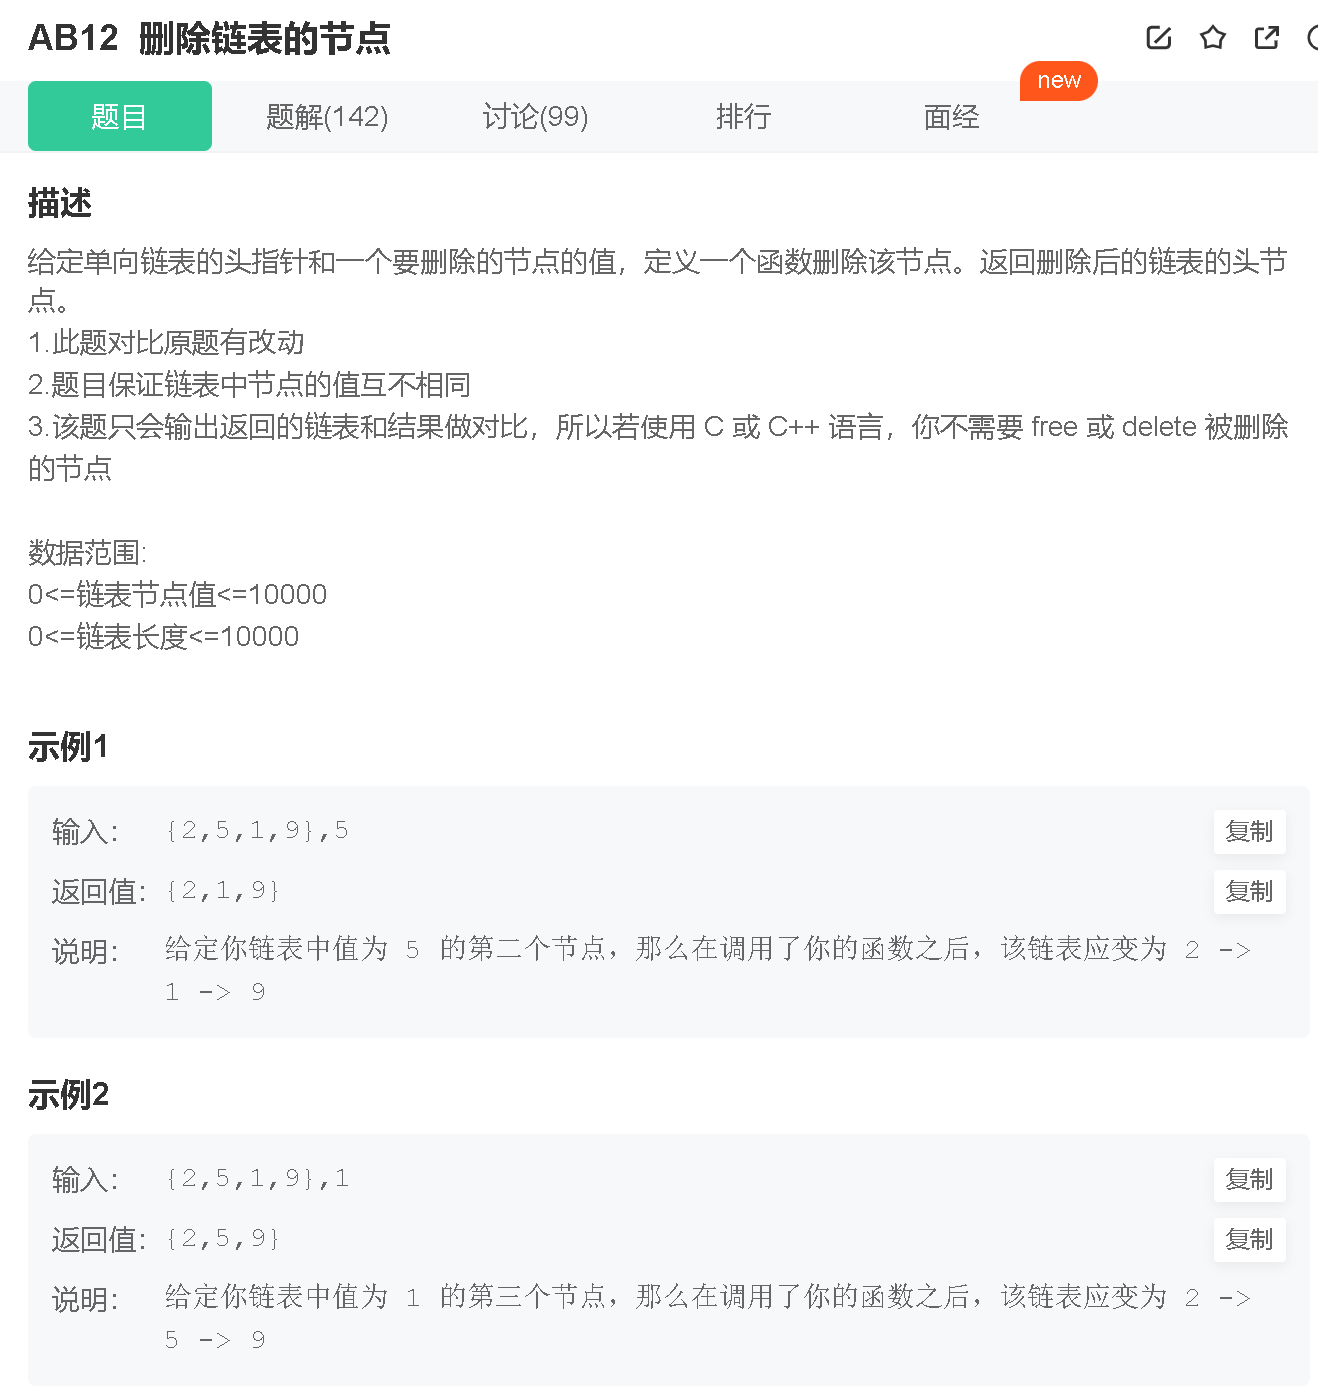 AB12 删除链表的节点
new
题目 题解(142) 讨论(99) 排行 面经
描述
给定单向链表的头指针和一个要删除的节点的值，定义一个函数删除该节点。返回删除后的链表的头节
点。
1.此题对比原题有改动
2.题目保证链表中节点的值互不相同
3.该题只会输出返回的链表和结果做对比，所以若使用 C 或 C++ 语言，你不需要 free 或 delete 被删除
的节点
数据范围:
0<=链表节点值<=10000
0<=链表长度<=10000
示例1
输入： {2,5,1,9},5 复制
返回值： {2,1,9} 复制
说明： 给定你链表中值为 5 的第二个节点，那么在调用了你的函数之后，该链表应变为 2 ->
1 -> 9
示例2
输入： {2,5,1,9},1 复制
返回值： {2,5,9} 复制
说明： 给定你链表中值为 1 的第三个节点，那么在调用了你的函数之后，该链表应变为 2 ->
5 -> 9